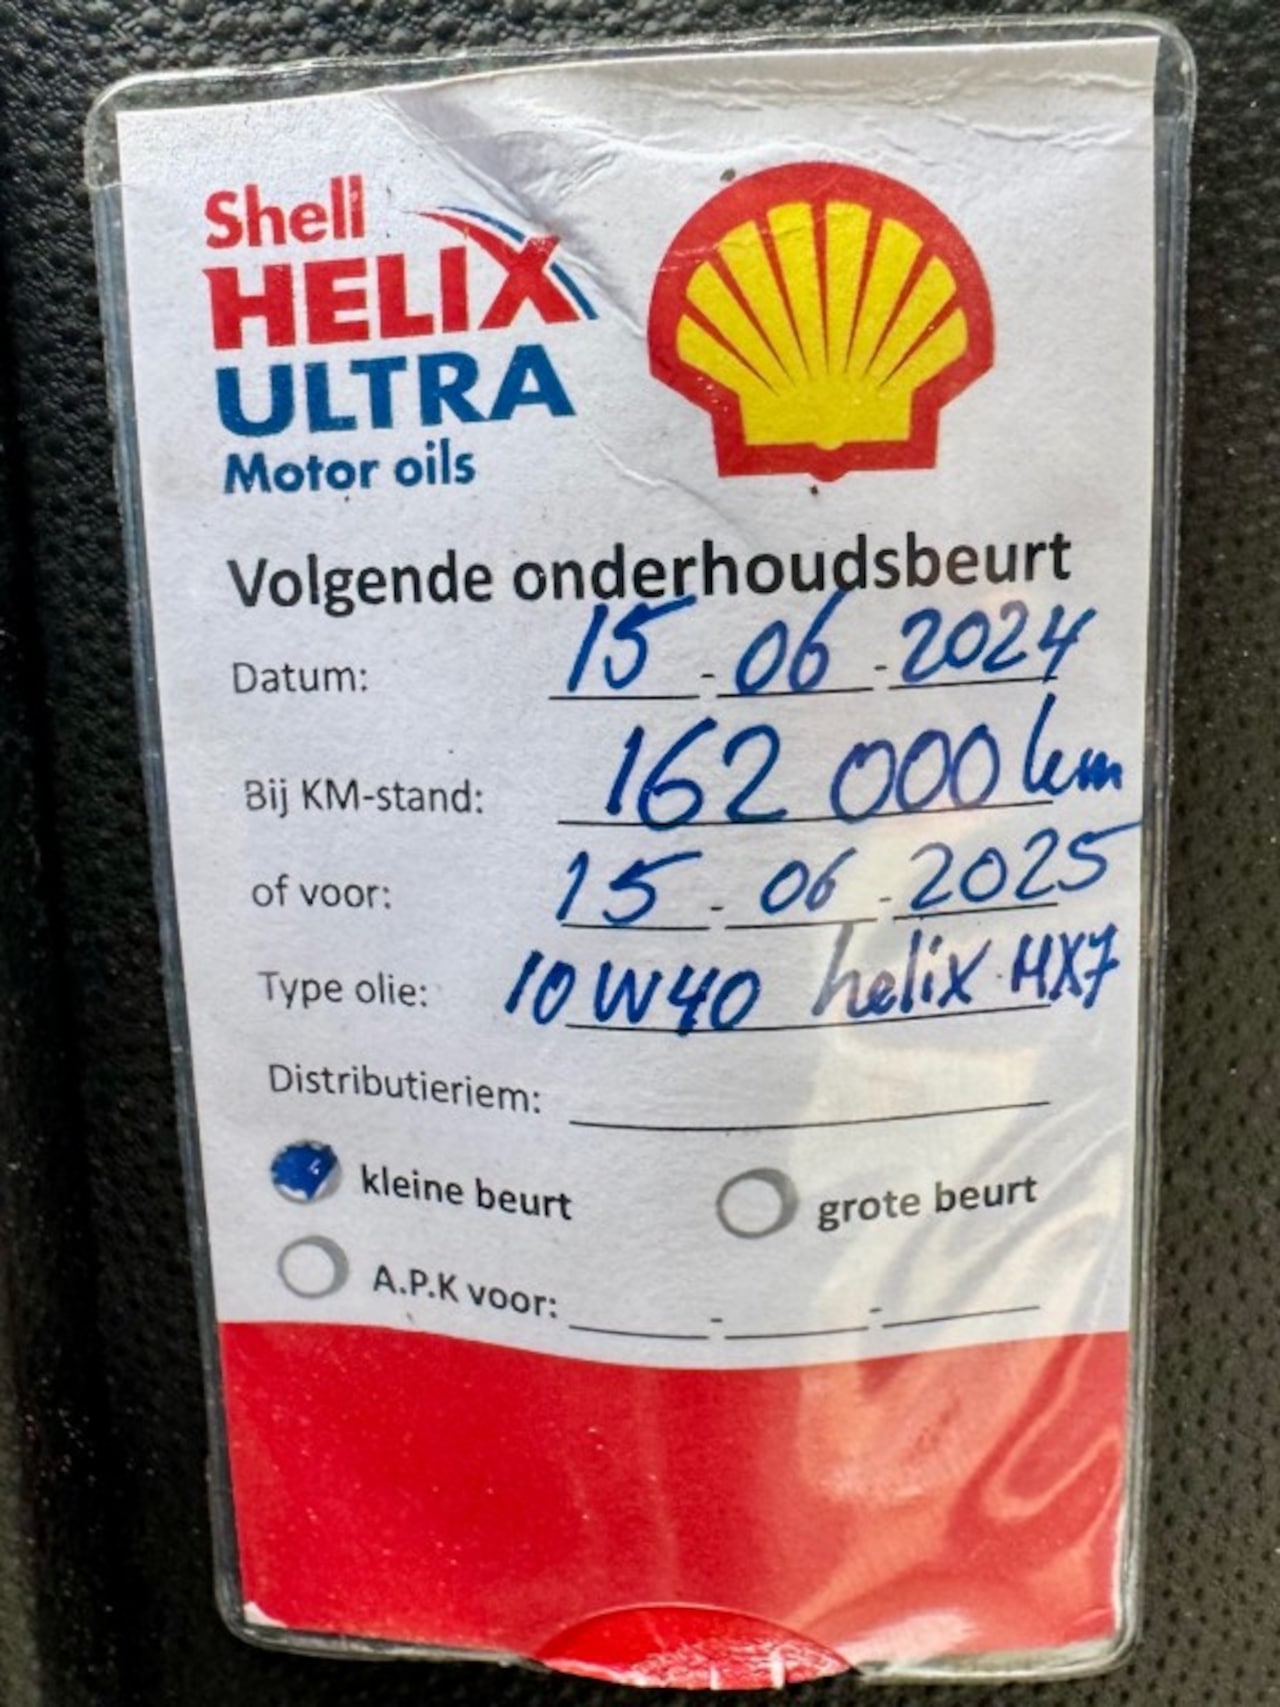 Shell
HELIX
ULTRA
Motor oils
Volgende onderhoudsbeurt
Datum: 15 - 06 - 2024
Bij KM-stand: 162 000 km
of voor: 15 - 06 - 2025
Type olie: 10W40 helix HX7
Distributieriem:
kleine beurt grote beurt
A.P.K voor: - -